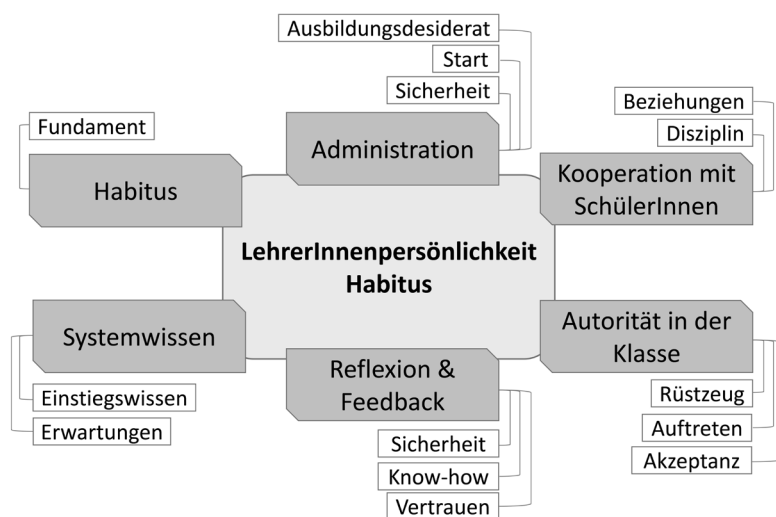 Ausbildungsdesiderat
Start
Sicherheit
Administration
Fundament
Habitus
Beziehungen
Disziplin
Kooperation mit
SchülerInnen
LehrerInnenpersönlichkeit
Habitus
Systemwissen
Einstiegswissen
Erwartungen
Reflexion &
Feedback
Sicherheit
Know-how
Vertrauen
Autorität in der
Klasse
Rüstzeug
Auftreten
Akzeptanz